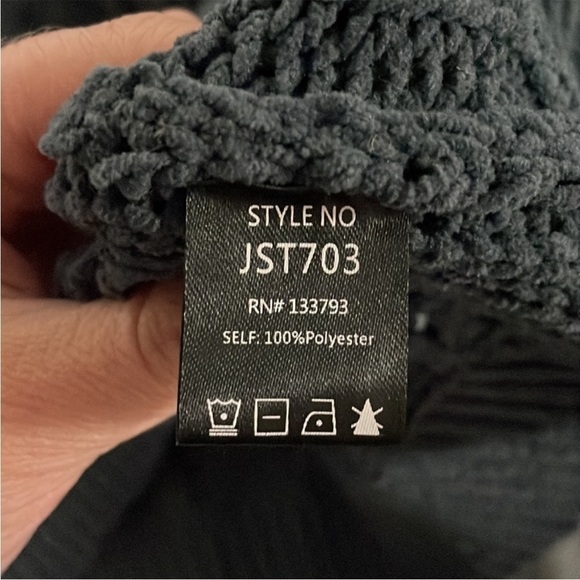 STYLE NO
JST703
RN# 133793
SELF: 100%Polyester